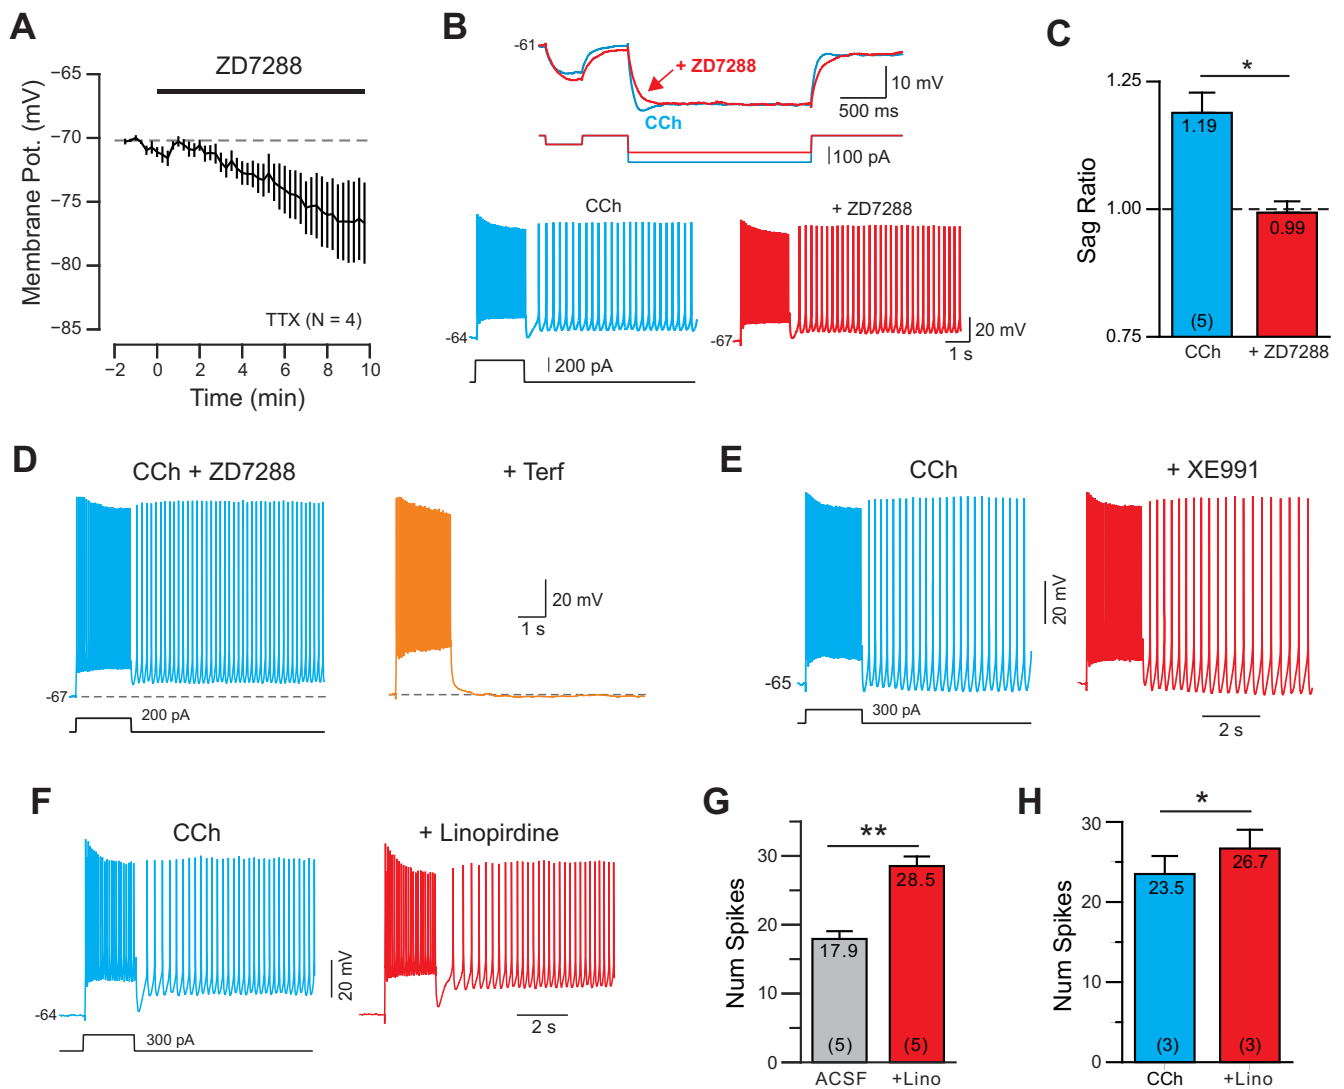 A
ZD7288
−65
−70
−75
−80
−85
Membrane Pot. (mV)
TTX (N = 4)
−2 0 2 4 6 8 10
Time (min)
B
-61
+ ZD7288
CCh
10 mV
500 ms
100 pA
CCh
+ ZD7288
-64
-67
20 mV
1 s
200 pA
C
*
1.25
1.00
0.75
Sag Ratio
1.19
0.99
(5)
CCh + ZD7288
D
CCh + ZD7288
+ Terf
20 mV
1 s
-67
200 pA
E
CCh
+ XE991
20 mV
-65
300 pA
2 s
F
CCh
+ Linopirdine
20 mV
-64
300 pA
2 s
G
**
30
20
10
0
Num Spikes
28.5
17.9
(5) (5)
ACSF +Lino
H
*
30
20
10
0
Num Spikes
23.5
26.7
(3) (3)
CCh +Lino